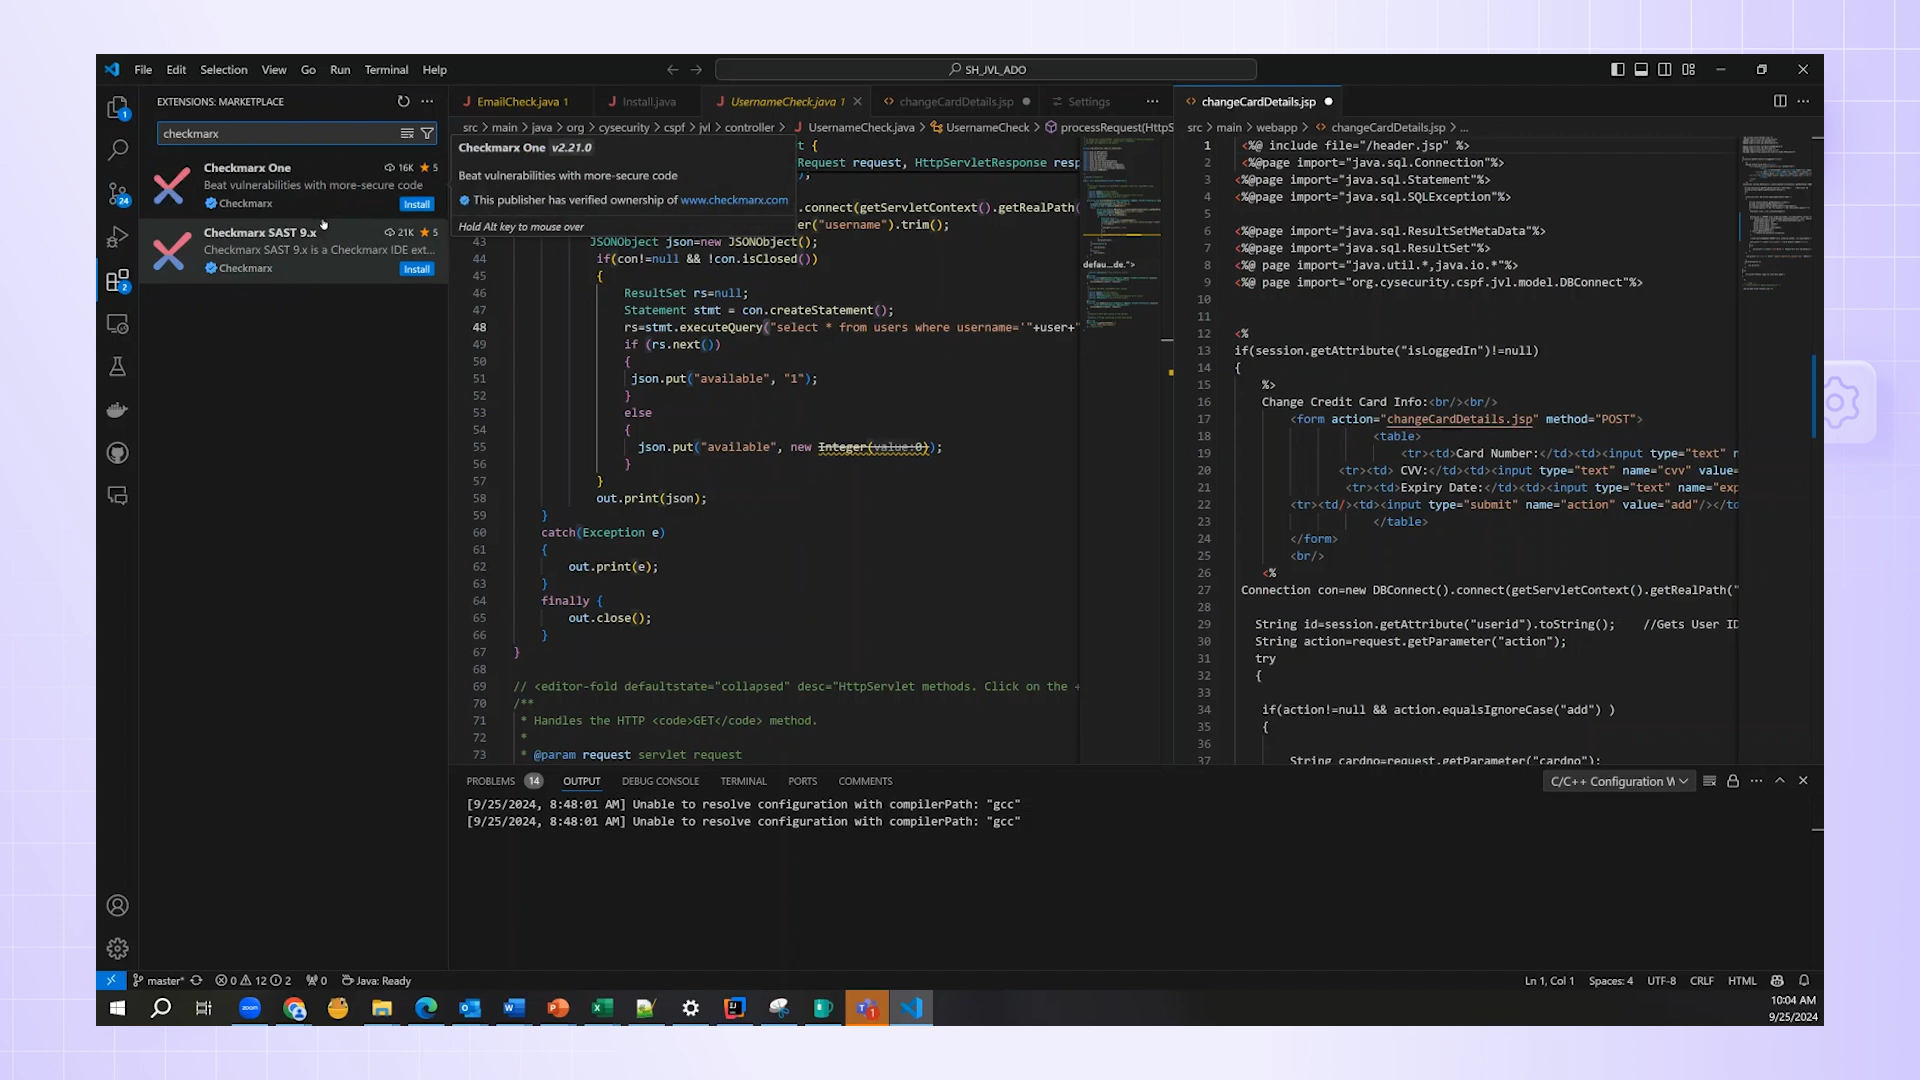 File Edit Selection View Go Run Terminal Help
SH_JVL_ADO
EXTENSIONS: MARKETPLACE
checkmarx
Checkmarx One 16K 5
Beat vulnerabilities with more-secure code
Checkmarx Install
Checkmarx SAST 9.x 21K 5
Checkmarx SAST 9.x is a Checkmarx IDE ext...
Checkmarx Install
1
24
2
EmailCheck.java 1 Install.java UsernameCheck.java 1 changeCardDetails.jsp Settings
src > main > java > org > cysecurity > cspf > jvl > controller > UsernameCheck.java > UsernameCheck > processRequest(HttpS
Checkmarx One v2.21.0
Beat vulnerabilities with more-secure code
This publisher has verified ownership of www.checkmarx.com
Hold Alt key to mouse over
t {
Request request, HttpServletResponse resp
);
.connect(getServletContext().getRealPath(
er("username").trim();
43 JSONObject json=new JSONObject();
44 if(con!=null && !con.isClosed())
45 {
46 ResultSet rs=null;
47 Statement stmt = con.createStatement();
48 rs=stmt.executeQuery("select * from users where username='"+user+"
49 if (rs.next())
50 {
51 json.put("available", "1");
52 }
53 else
54 {
55 json.put("available", new Integer(value:0));
56 }
57 }
58 out.print(json);
59 }
60 catch(Exception e)
61 {
62 out.print(e);
63 }
64 finally {
65 out.close();
66 }
67 }
68
69 // <editor-fold defaultstate="collapsed" desc="HttpServlet methods. Click on the +
70 /**
71 * Handles the HTTP <code>GET</code> method.
72 *
73 * @param request servlet request
defau...de.">
changeCardDetails.jsp
src > main > webapp > changeCardDetails.jsp > ...
1 <%@ include file="/header.jsp" %>
2 <%@page import="java.sql.Connection"%>
3 <%@page import="java.sql.Statement"%>
4 <%@page import="java.sql.SQLException"%>
5
6 <%@page import="java.sql.ResultSetMetaData"%>
7 <%@page import="java.sql.ResultSet"%>
8 <%@ page import="java.util.*,java.io.*"%>
9 <%@ page import="org.cysecurity.cspf.jvl.model.DBConnect"%>
10
11
12 <%
13 if(session.getAttribute("isLoggedIn")!=null)
14 {
15 %>
16 Change Credit Card Info:<br/><br/>
17 <form action="changeCardDetails.jsp" method="POST">
18 <table>
19 <tr><td>Card Number:</td><td><input type="text" n
20 <tr><td> CVV:</td><td><input type="text" name="cvv" value=
21 <tr><td>Expiry Date:</td><td><input type="text" name="exp
22 <tr><td/><td><input type="submit" name="action" value="add"/></td
23 </table>
24 </form>
25 <br/>
26 <%
27 Connection con=new DBConnect().connect(getServletContext().getRealPath("
28
29 String id=session.getAttribute("userid").toString(); //Gets User ID
30 String action=request.getParameter("action");
31 try
32 {
33
34 if(action!=null && action.equalsIgnoreCase("add") )
35 {
36
37 String cardno=request.getParameter("cardno");
PROBLEMS 14 OUTPUT DEBUG CONSOLE TERMINAL PORTS COMMENTS
C/C++ Configuration W
[9/25/2024, 8:48:01 AM] Unable to resolve configuration with compilerPath: "gcc"
[9/25/2024, 8:48:01 AM] Unable to resolve configuration with compilerPath: "gcc"
master* 0 12 2 0 Java: Ready
Ln 1, Col 1 Spaces: 4 UTF-8 CRLF HTML
zoom
1
10:04 AM
9/25/2024